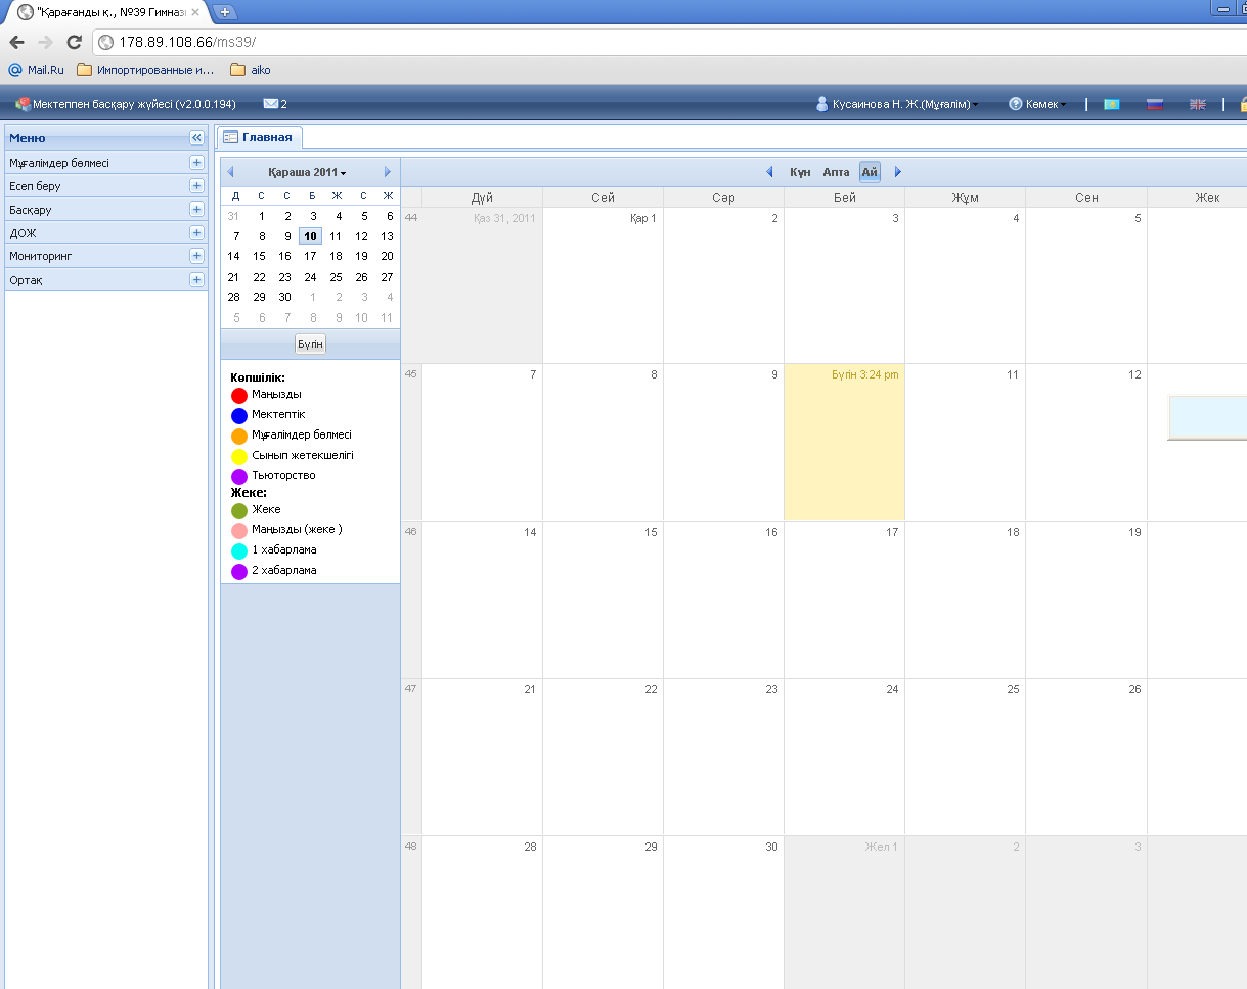 "Қарағанды қ., №39 Гимназ
178.89.108.66/ms39/
Mail.Ru Импортированные и... aiko
Мектеппен басқару жүйесі (v2.0.0.194) 2 Кусаинова Н. Ж.(Мұғалім) Көмек
Меню
Мұғалімдер бөлмесі
Есеп беру
Басқару
ДОЖ
Мониторинг
Ортақ
Главная
Қараша 2011
Д С С Б Ж С Ж
31 1 2 3 4 5 6
7 8 9 10 11 12 13
14 15 16 17 18 19 20
21 22 23 24 25 26 27
28 29 30 1 2 3 4
5 6 7 8 9 10 11
Бүгін
Көпшілік:
Маңызды
Мектептік
Мұғалімдер бөлмесі
Сынып жетекшелігі
Тьюторство
Жеке:
Жеке
Маңызды (жеке )
1 хабарлама
2 хабарлама
Күн Апта Ай
Дүй Сей Сәр Бей Жұм Сен Жек
44 Қаз 31, 2011 Қар 1 2 3 4 5
45 7 8 9 Бүгін 3:24 pm 11 12
46 14 15 16 17 18 19
47 21 22 23 24 25 26
48 28 29 30 Жел 1 2 3